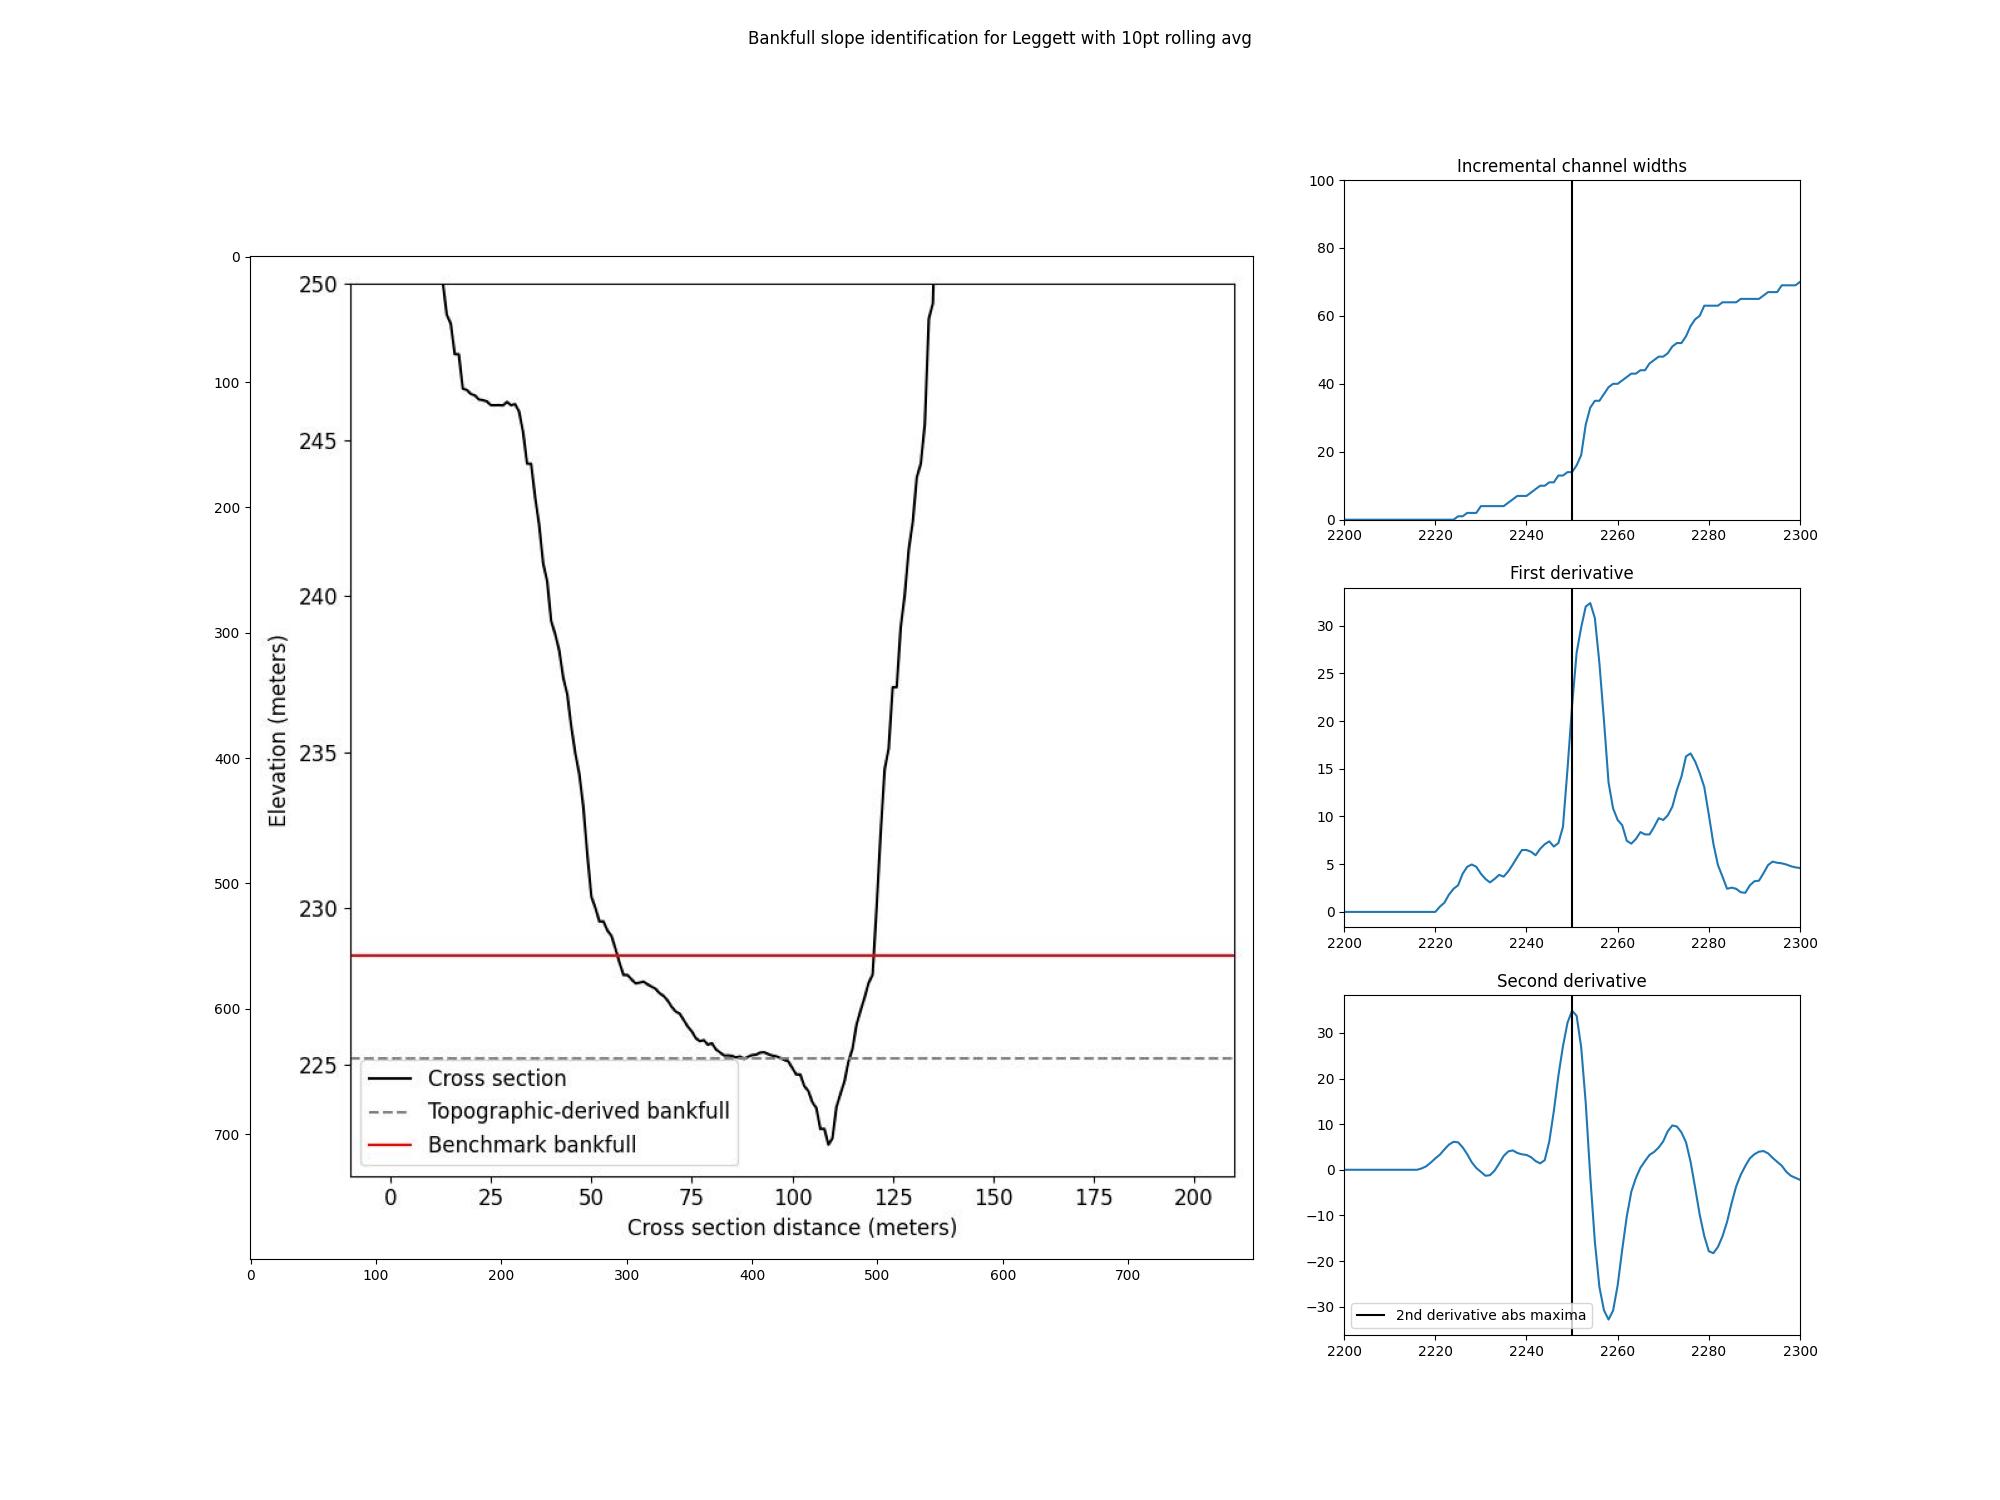 Bankfull slope identification for Leggett with 10pt rolling avg
0
100
200
300
400
500
600
700
250
245
240
235
230
225
Elevation (meters)
Cross section
Topographic-derived bankfull
Benchmark bankfull
0 25 50 75 100 125 150 175 200
Cross section distance (meters)
0 100 200 300 400 500 600 700
Incremental channel widths
100
80
60
40
20
0
2200 2220 2240 2260 2280 2300
First derivative
30
25
20
15
10
5
0
2200 2220 2240 2260 2280 2300
Second derivative
30
20
10
0
−10
−20
−30
2nd derivative abs maxima
2200 2220 2240 2260 2280 2300